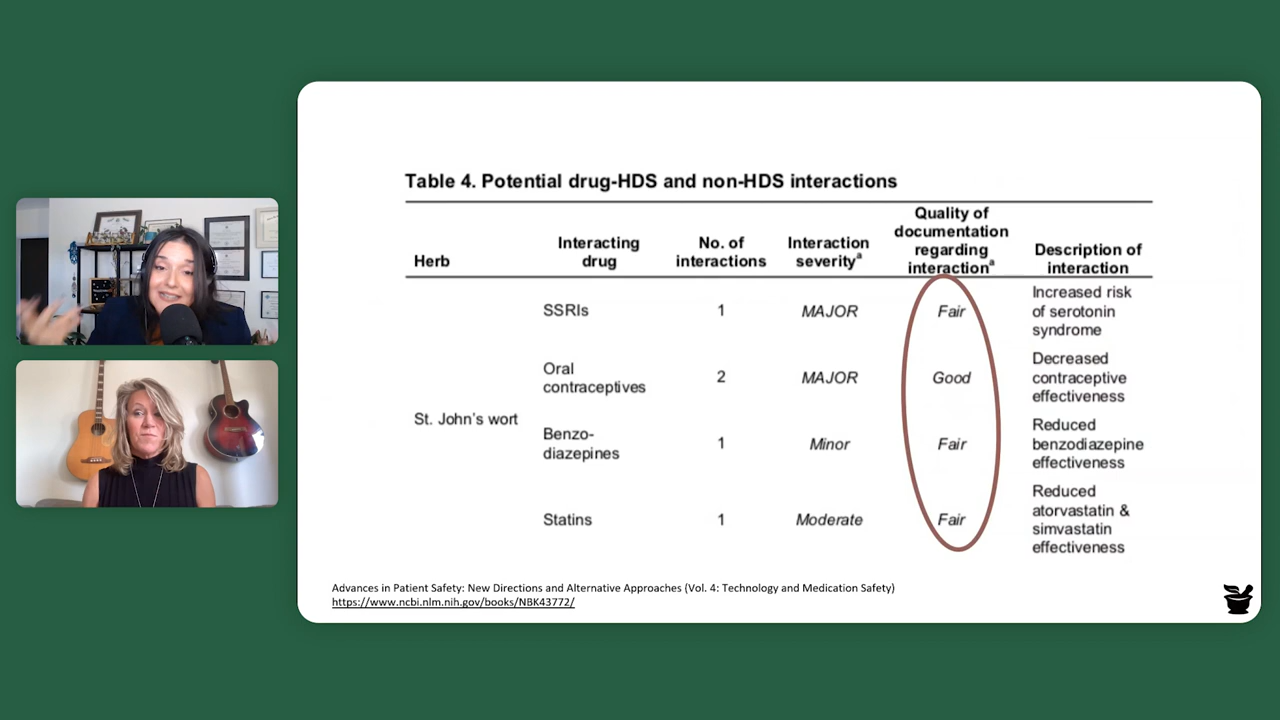 Table 4. Potential drug-HDS and non-HDS interactions
Herb
Interacting
drug
No. of
interactions
Interaction
severitya
Quality of
documentation
regarding
interactiona
Description of
interaction
St. John's wort
SSRIs
1
MAJOR
Fair
Increased risk
of serotonin
syndrome
Oral
contraceptives
2
MAJOR
Good
Decreased
contraceptive
effectiveness
Benzo-
diazepines
1
Minor
Fair
Reduced
benzodiazepine
effectiveness
Statins
1
Moderate
Fair
Reduced
atorvastatin &
simvastatin
effectiveness
Advances in Patient Safety: New Directions and Alternative Approaches (Vol. 4: Technology and Medication Safety)
https://www.ncbi.nlm.nih.gov/books/NBK43772/